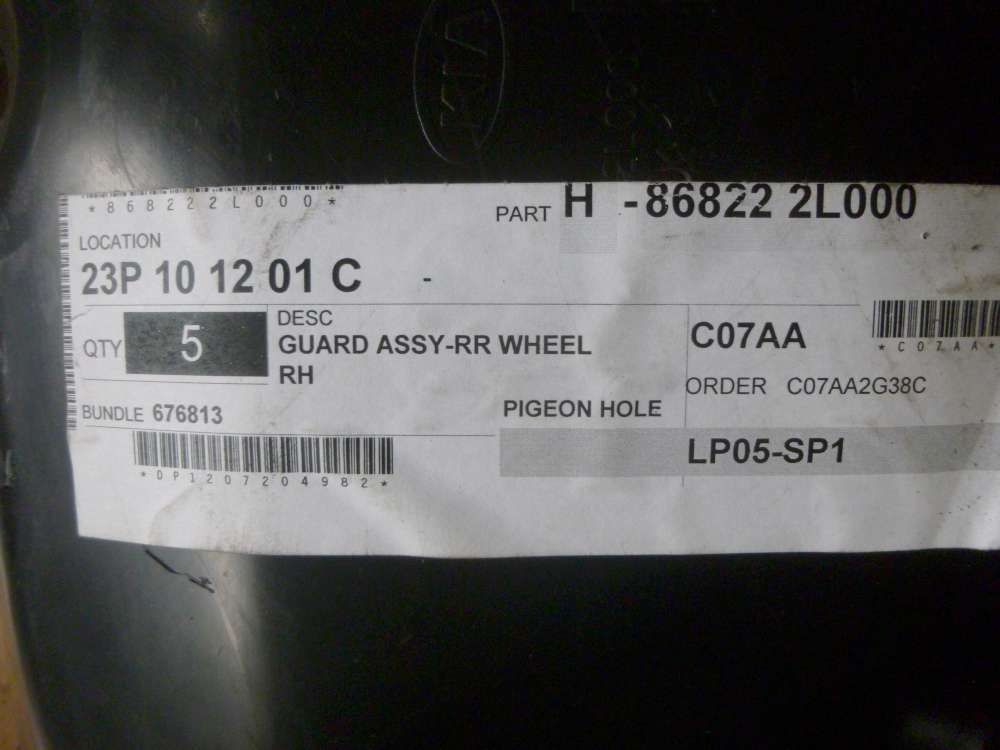 KIA
*868222L000*
PART H -86822 2L000
LOCATION
23P 10 12 01 C -
QTY 5
DESC
GUARD ASSY-RR WHEEL
RH
C07AA
*C07AA*
ORDER C07AA2G38C
BUNDLE 676813
PIGEON HOLE
LP05-SP1
*DP1207204982*